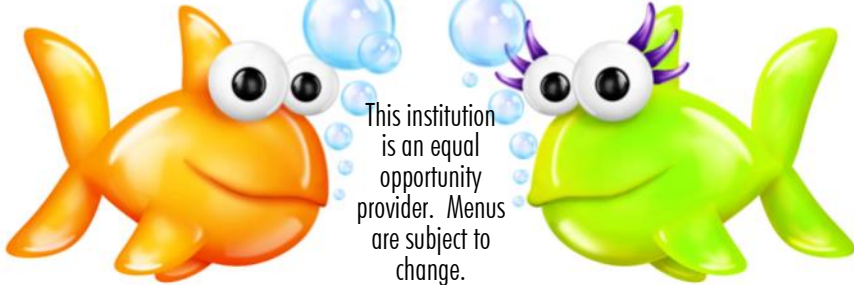 This institution
is an equal
opportunity
provider.  Menus
are subject to
change.